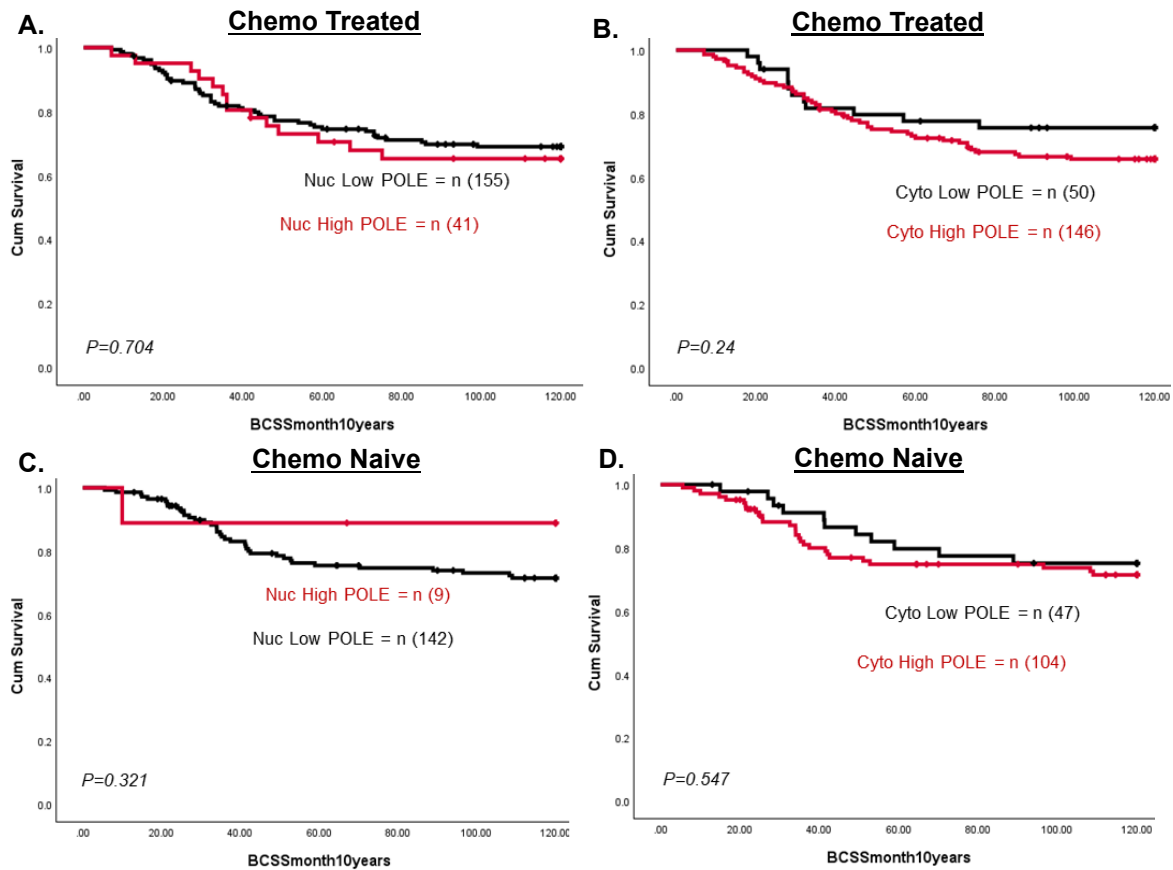 A.
Chemo Treated
1.0
0.8
0.6
0.4
0.2
0.0
Cum Survival
Nuc Low POLE = n (155)
Nuc High POLE = n (41)
P=0.704
.00 20.00 40.00 60.00 80.00 100.00 120.00
BCSSmonth10years
B.
Chemo Treated
1.0
0.8
0.6
0.4
0.2
0.0
Cum Survival
Cyto Low POLE = n (50)
Cyto High POLE = n (146)
P=0.24
.00 20.00 40.00 60.00 80.00 100.00 120.00
BCSSmonth10years
C.
Chemo Naive
1.0
0.8
0.6
0.4
0.2
0.0
Cum Survival
Nuc High POLE = n (9)
Nuc Low POLE = n (142)
P=0.321
.00 20.00 40.00 60.00 80.00 100.00 120.00
BCSSmonth10years
D.
Chemo Naive
1.0
0.8
0.6
0.4
0.2
0.0
Cum Survival
Cyto Low POLE = n (47)
Cyto High POLE = n (104)
P=0.547
.00 20.00 40.00 60.00 80.00 100.00 120.00
BCSSmonth10years